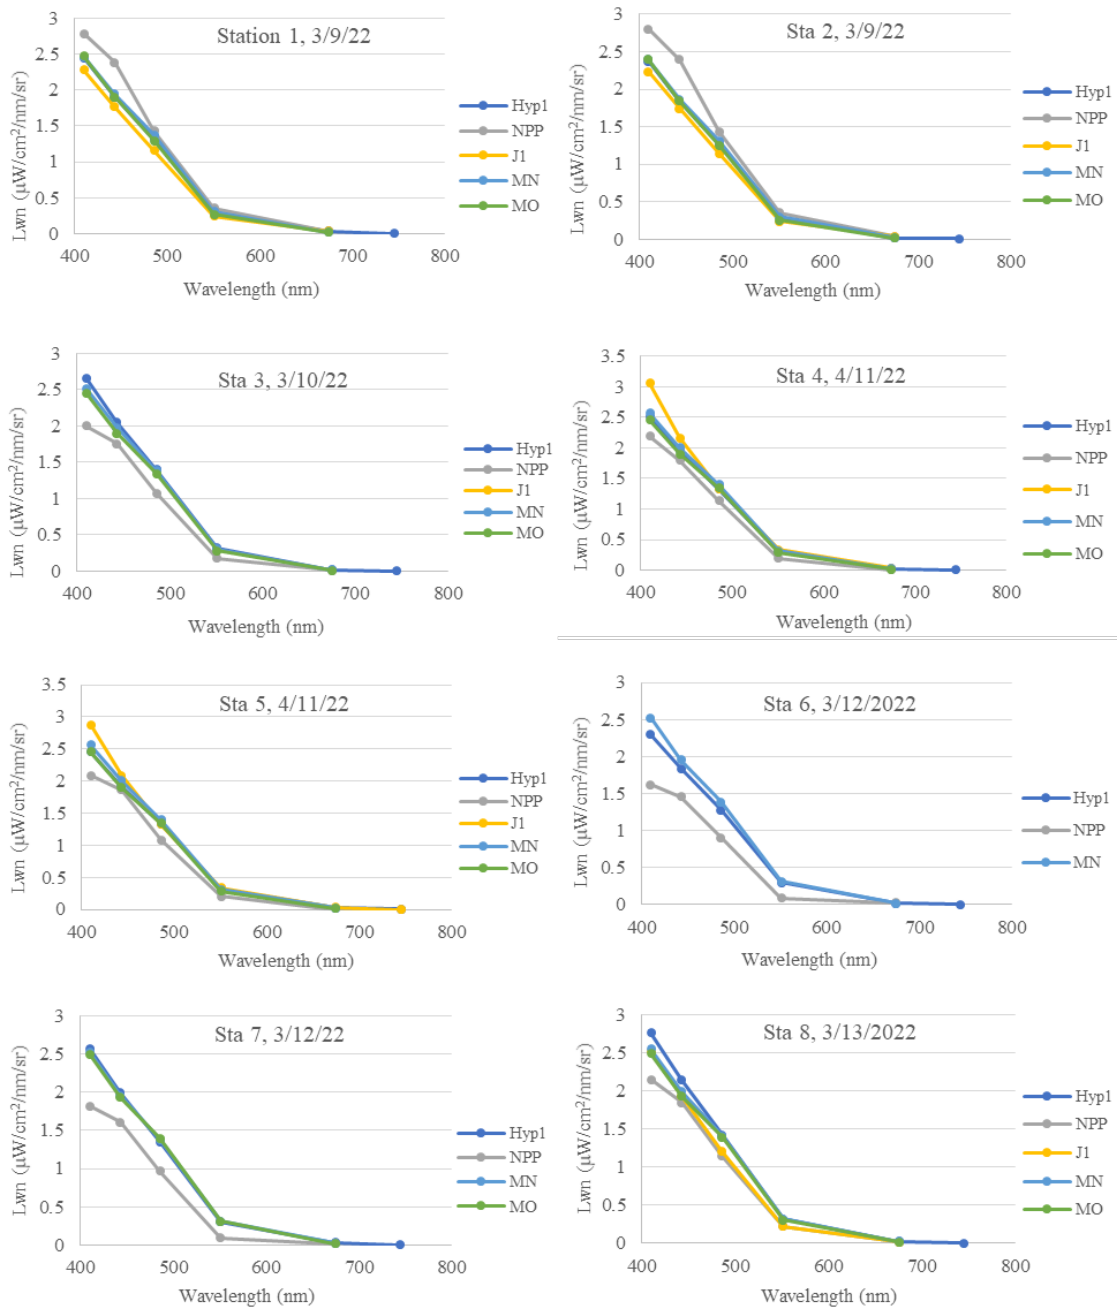 Station 1, 3/9/22
Lwn (µW/cm²/nm/sr)
3
2.5
2
1.5
1
0.5
0
400 500 600 700 800
Wavelength (nm)
Hyp1
NPP
J1
MN
MO
Sta 2, 3/9/22
Lwn (µW/cm²/nm/sr)
3
2.5
2
1.5
1
0.5
0
400 500 600 700 800
Wavelength (nm)
Hyp1
NPP
J1
MN
MO
Sta 3, 3/10/22
Lwn (µW/cm²/nm/sr)
3
2.5
2
1.5
1
0.5
0
400 500 600 700 800
Wavelength (nm)
Hyp1
NPP
J1
MN
MO
Sta 4, 4/11/22
Lwn (µW/cm²/nm/sr)
3.5
3
2.5
2
1.5
1
0.5
0
400 500 600 700 800
Wavelength (nm)
Hyp1
NPP
J1
MN
MO
Sta 5, 4/11/22
Lwn (µW/cm²/nm/sr)
3.5
3
2.5
2
1.5
1
0.5
0
400 500 600 700 800
Wavelength (nm)
Hyp1
NPP
J1
MN
MO
Sta 6, 3/12/2022
Lwn (µW/cm²/nm/sr)
3
2.5
2
1.5
1
0.5
0
400 500 600 700 800
Wavelength (nm)
Hyp1
NPP
MN
Sta 7, 3/12/22
Lwn (µW/cm²/nm/sr)
3
2.5
2
1.5
1
0.5
0
400 500 600 700 800
Wavelength (nm)
Hyp1
NPP
MN
MO
Sta 8, 3/13/2022
Lwn (µW/cm²/nm/sr)
3
2.5
2
1.5
1
0.5
0
400 500 600 700 800
Wavelength (nm)
Hyp1
NPP
J1
MN
MO